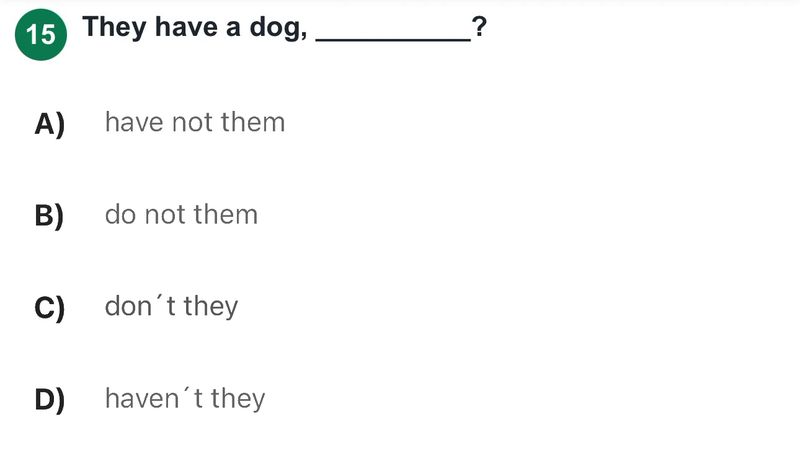 15 They have a dog, __________?
A) have not them
B) do not them
C) don´t they
D) haven´t they